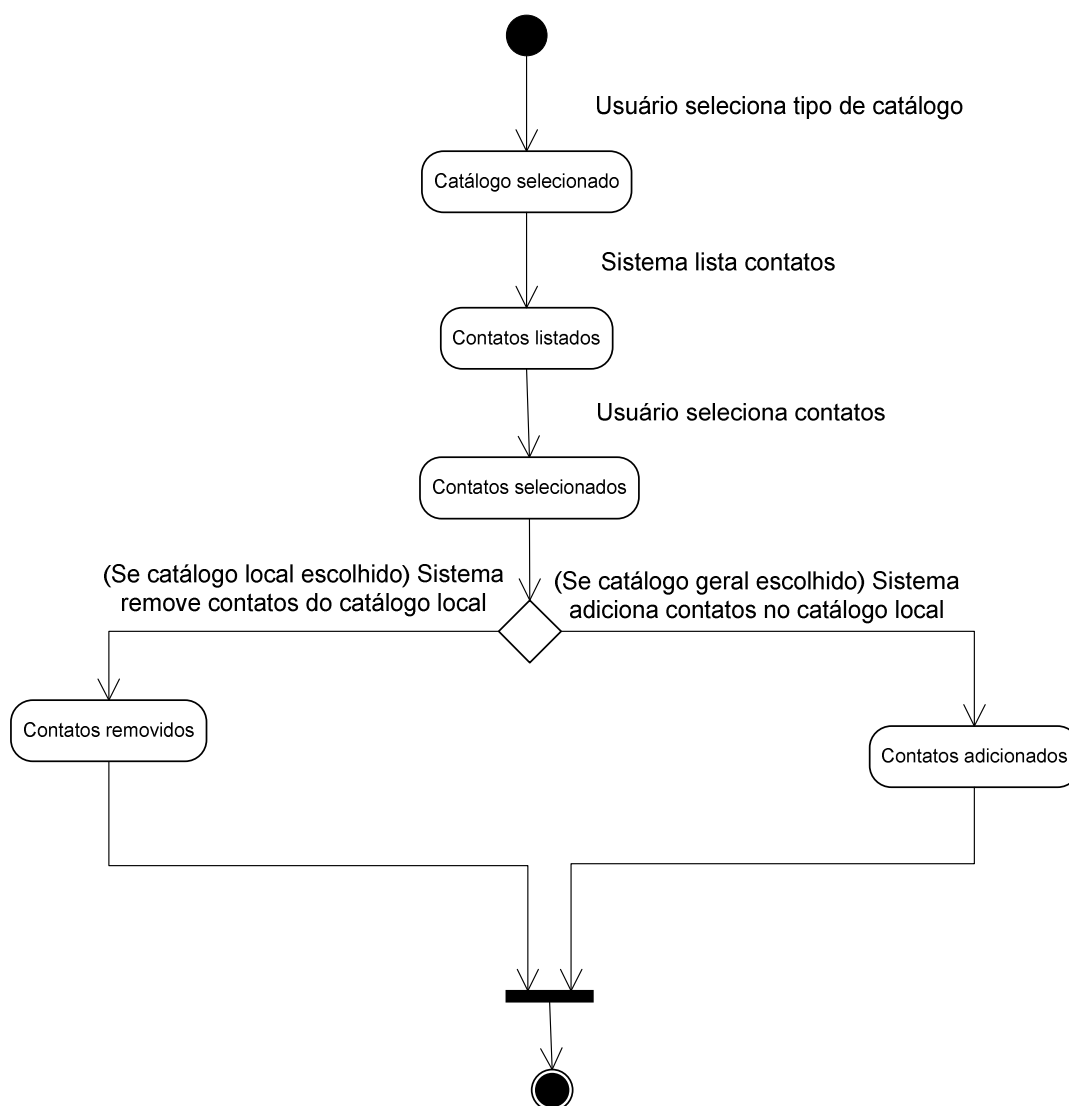 Usuário seleciona tipo de catálogo
Catálogo selecionado
Sistema lista contatos
Contatos listados
Usuário seleciona contatos
Contatos selecionados
(Se catálogo local escolhido) Sistema
remove contatos do catálogo local
(Se catálogo geral escolhido) Sistema
adiciona contatos no catálogo local
Contatos removidos
Contatos adicionados